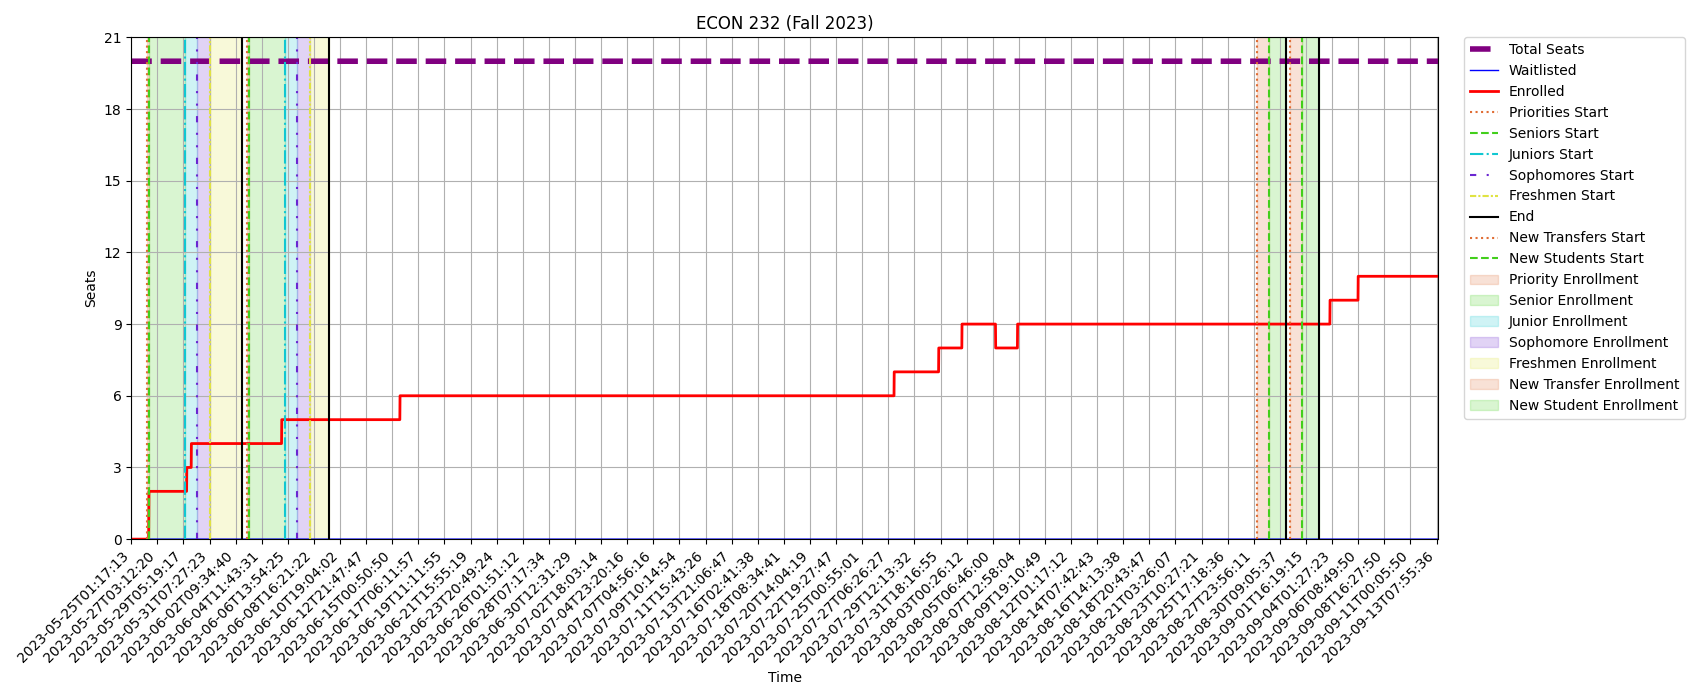 ECON 232 (Fall 2023)
Seats
21
18
15
12
9
6
3
0
2023-05-25T01:17:13
2023-05-27T03:12:20
2023-05-29T05:19:17
2023-05-31T07:27:23
2023-06-02T09:34:40
2023-06-04T11:43:31
2023-06-06T13:54:25
2023-06-08T16:21:22
2023-06-10T19:04:02
2023-06-12T21:47:47
2023-06-15T00:50:50
2023-06-17T06:11:57
2023-06-19T11:11:55
2023-06-21T15:55:19
2023-06-23T20:49:24
2023-06-26T01:51:12
2023-06-28T07:17:34
2023-06-30T12:31:29
2023-07-02T18:03:14
2023-07-04T23:20:16
2023-07-07T04:56:16
2023-07-09T10:14:54
2023-07-11T15:43:26
2023-07-13T21:06:47
2023-07-16T02:41:38
2023-07-18T08:34:41
2023-07-20T14:04:19
2023-07-22T19:27:47
2023-07-25T00:55:01
2023-07-27T06:26:27
2023-07-29T12:13:32
2023-07-31T18:16:55
2023-08-03T00:26:12
2023-08-05T06:46:00
2023-08-07T12:58:04
2023-08-09T19:10:49
2023-08-12T01:17:12
2023-08-14T07:42:43
2023-08-16T14:13:38
2023-08-18T20:43:47
2023-08-21T03:26:07
2023-08-23T10:27:21
2023-08-25T17:18:36
2023-08-27T23:56:11
2023-08-30T09:05:37
2023-09-01T16:19:15
2023-09-04T01:27:23
2023-09-06T08:49:50
2023-09-08T16:27:50
2023-09-11T00:05:50
2023-09-13T07:55:36
Time
Total Seats
Waitlisted
Enrolled
Priorities Start
Seniors Start
Juniors Start
Sophomores Start
Freshmen Start
End
New Transfers Start
New Students Start
Priority Enrollment
Senior Enrollment
Junior Enrollment
Sophomore Enrollment
Freshmen Enrollment
New Transfer Enrollment
New Student Enrollment